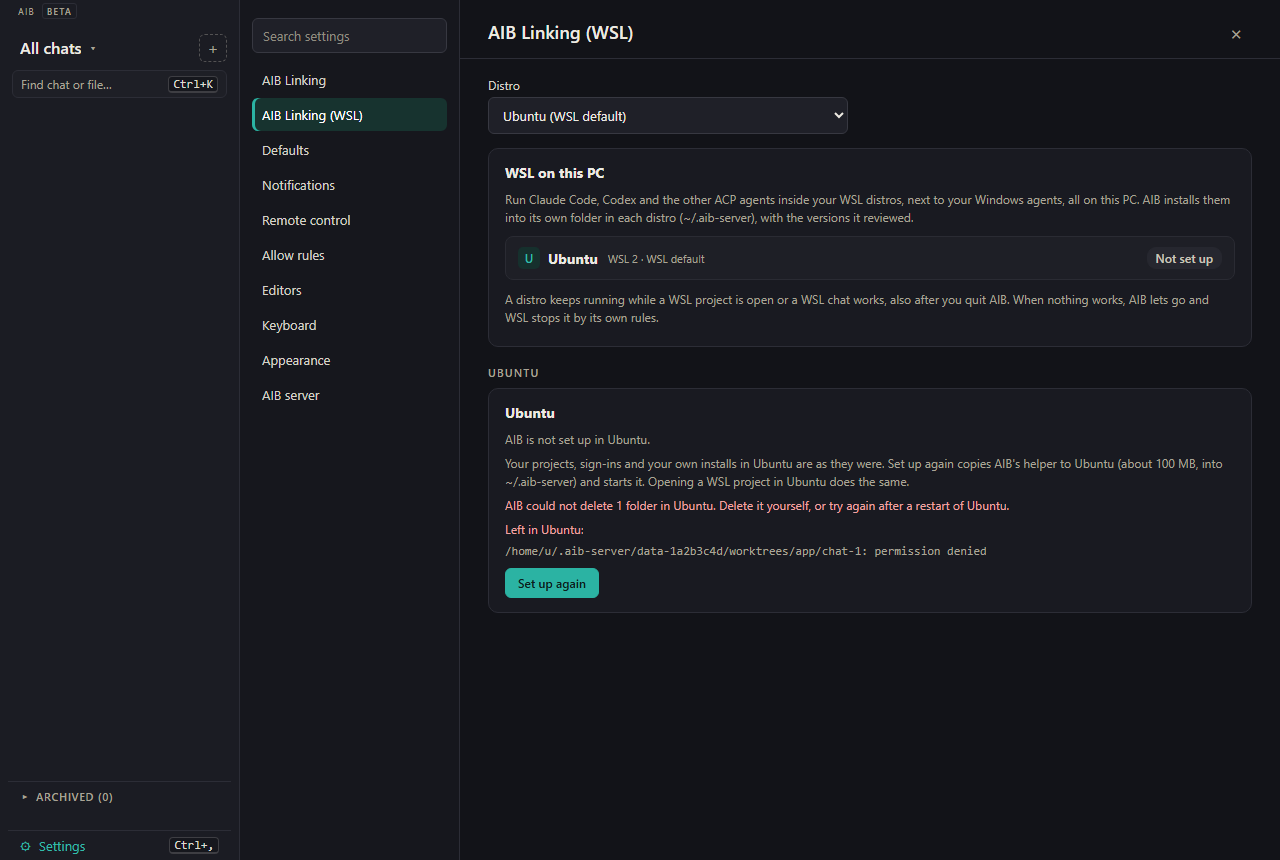 AIB BETA
All chats
+
Find chat or file... Ctrl+K
ARCHIVED (0)
Settings Ctrl+,
Search settings
AIB Linking
AIB Linking (WSL)
Defaults
Notifications
Remote control
Allow rules
Editors
Keyboard
Appearance
AIB server
AIB Linking (WSL)
Distro
Ubuntu (WSL default)
WSL on this PC
Run Claude Code, Codex and the other ACP agents inside your WSL distros, next to your Windows agents, all on this PC. AIB installs them
into its own folder in each distro (~/.aib-server), with the versions it reviewed.
U Ubuntu WSL 2 · WSL default Not set up
A distro keeps running while a WSL project is open or a WSL chat works, also after you quit AIB. When nothing works, AIB lets go and
WSL stops it by its own rules.
UBUNTU
Ubuntu
AIB is not set up in Ubuntu.
Your projects, sign-ins and your own installs in Ubuntu are as they were. Set up again copies AIB's helper to Ubuntu (about 100 MB, into
~/.aib-server) and starts it. Opening a WSL project in Ubuntu does the same.
AIB could not delete 1 folder in Ubuntu. Delete it yourself, or try again after a restart of Ubuntu.
Left in Ubuntu:
/home/u/.aib-server/data-1a2b3c4d/worktrees/app/chat-1: permission denied
Set up again